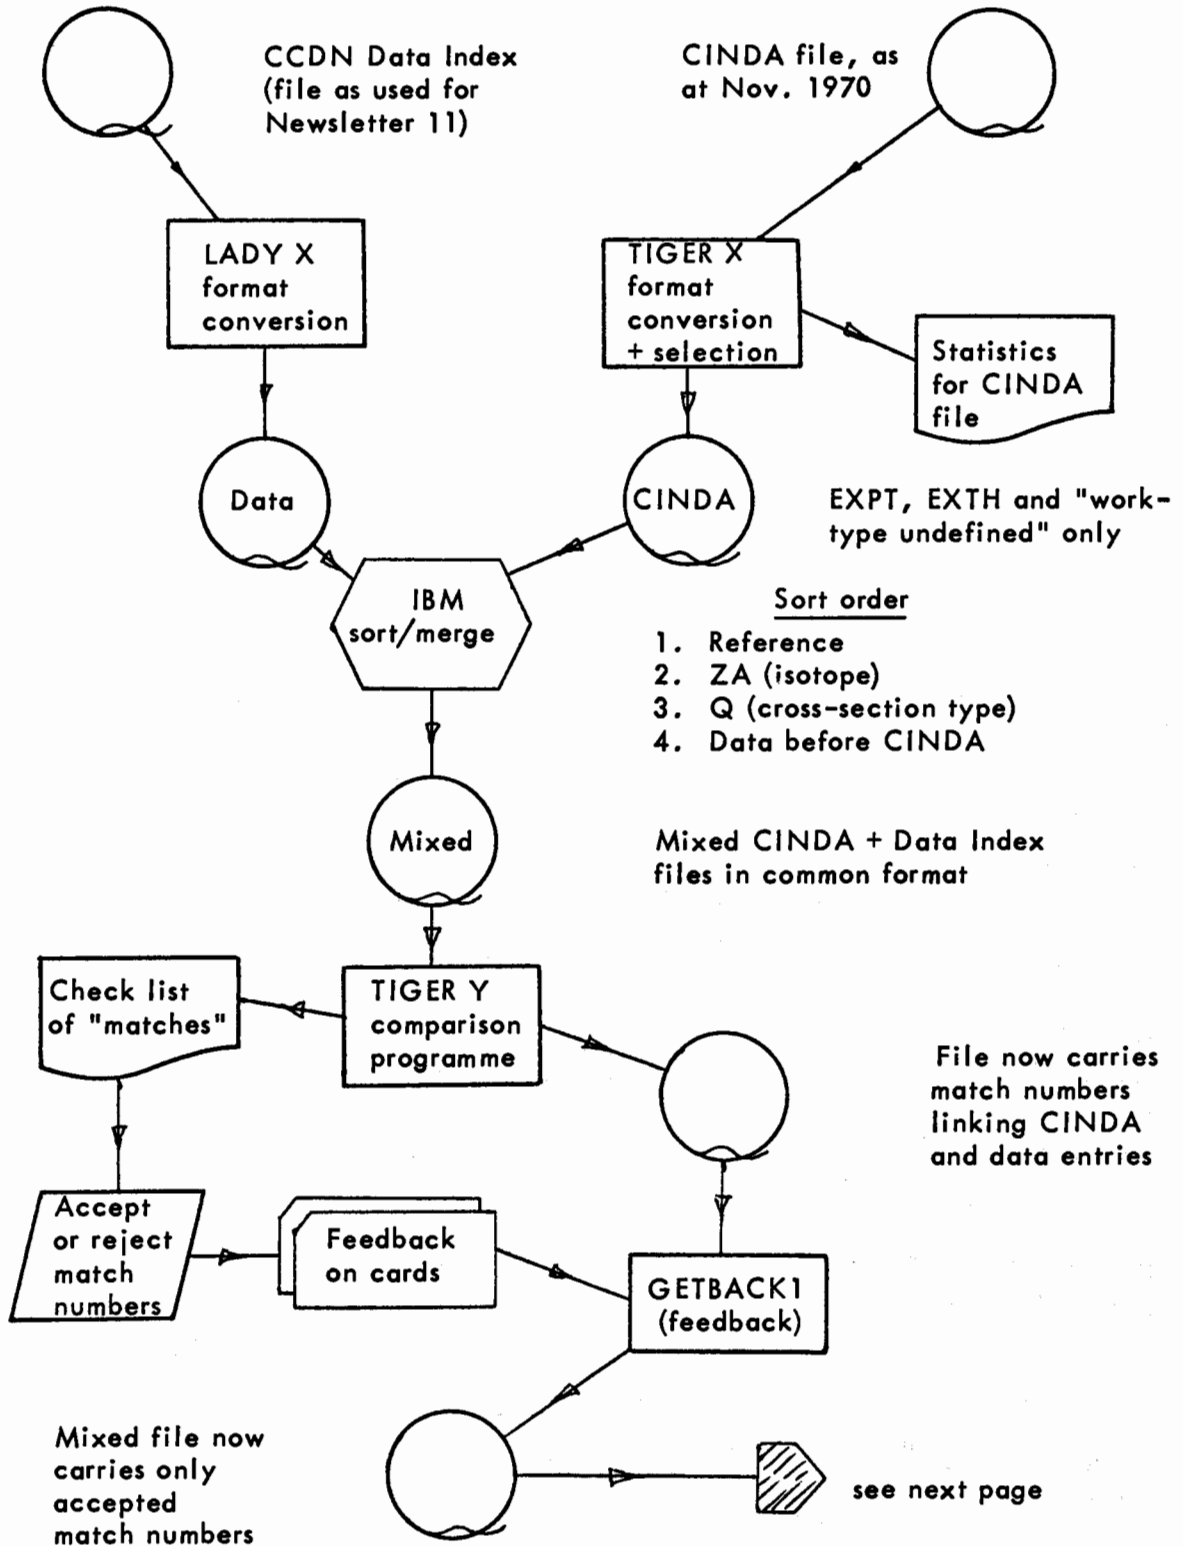 CCDN Data Index
(file as used for
Newsletter 11)
CINDA file, as
at Nov. 1970
LADY X
format
conversion
TIGER X
format
conversion
+ selection
Statistics
for CINDA
file
Data
CINDA
EXPT, EXTH and "work-
type undefined" only
IBM
sort/merge
Sort order
1. Reference
2. ZA (isotope)
3. Q (cross-section type)
4. Data before CINDA
Mixed
Mixed CINDA + Data Index
files in common format
Check list
of "matches"
TIGER Y
comparison
programme
File now carries
match numbers
linking CINDA
and data entries
Accept
or reject
match
numbers
Feedback
on cards
GETBACK1
(feedback)
Mixed file now
carries only
accepted
match numbers
see next page